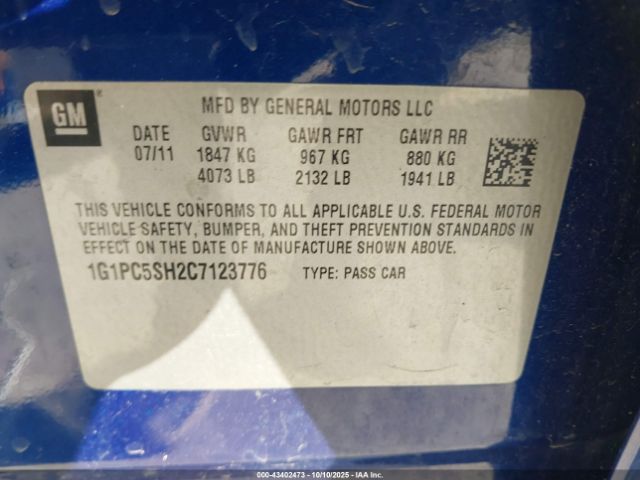 GM
MFD BY GENERAL MOTORS LLC
DATE GVWR GAWR FRT GAWR RR
07/11 1847 KG 967 KG 880 KG
4073 LB 2132 LB 1941 LB
THIS VEHICLE CONFORMS TO ALL APPLICABLE U.S. FEDERAL MOTOR
VEHICLE SAFETY, BUMPER, AND THEFT PREVENTION STANDARDS
IN EFFECT ON THE DATE OF MANUFACTURE SHOWN ABOVE.
1G1PC5SH2C7123776 TYPE: PASS CAR
00-43402473 - 10/10/2025 - Copyright © IAA, LLC